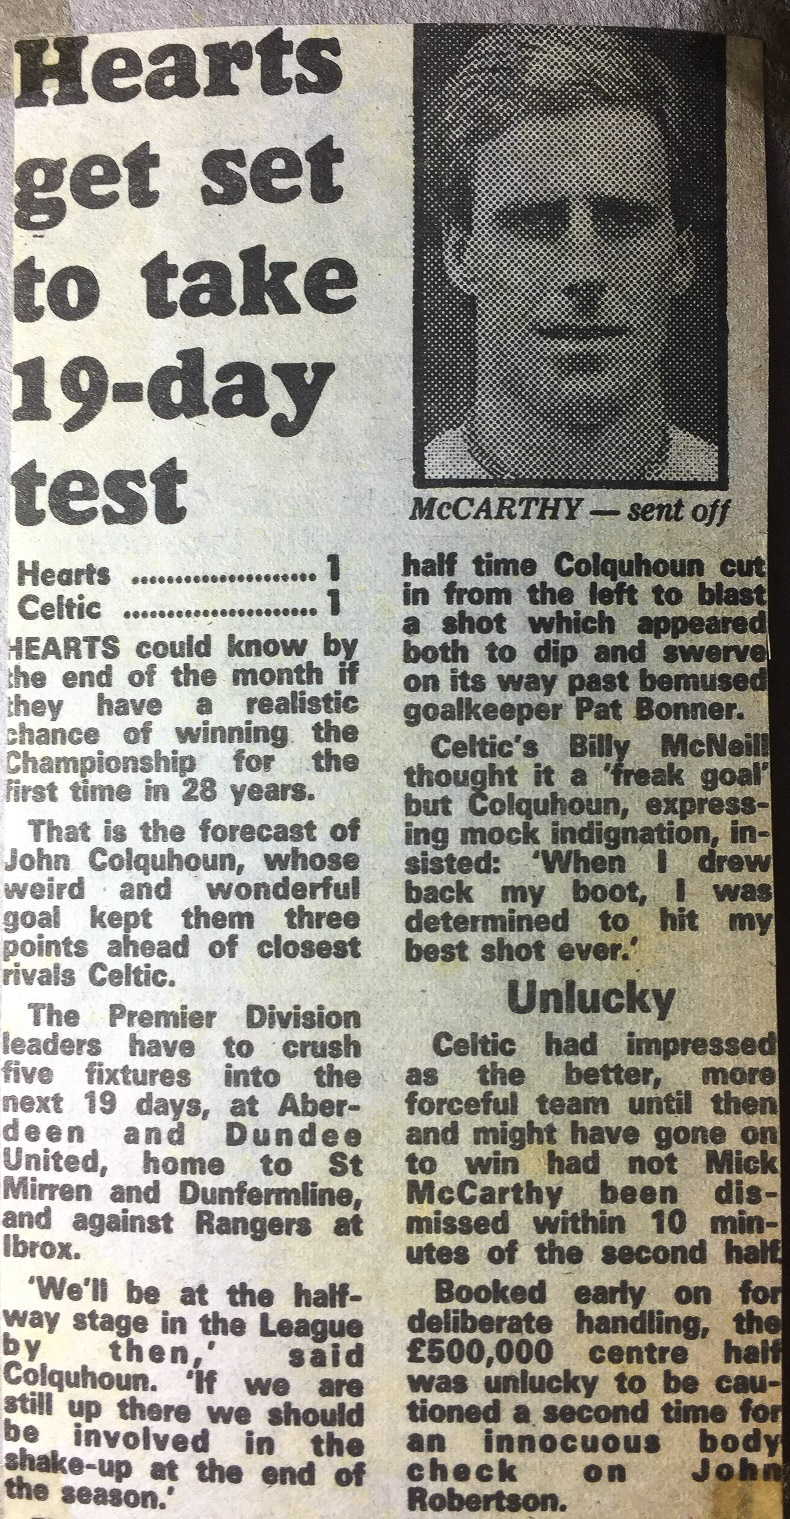 Hearts
get set
to take
19-day
test
McCARTHY — sent off
Hearts ...................... 1
Celtic ....................... 1
HEARTS could know by
the end of the month if
they have a realistic
chance of winning the
Championship for the
first time in 28 years.
That is the forecast of
John Colquhoun, whose
weird and wonderful
goal kept them three
points ahead of closest
rivals Celtic.
The Premier Division
leaders have to crush
five fixtures into the
next 19 days, at Aber-
deen and Dundee
United, home to St
Mirren and Dunfermline,
and against Rangers at
Ibrox.
'We'll be at the half-
way stage in the League
by then,' said
Colquhoun. 'If we are
still up there we should
be involved in the
shake-up at the end of
the season.'
half time Colquhoun cut
in from the left to blast
a shot which appeared
both to dip and swerve
on its way past bemused
goalkeeper Pat Bonner.
Celtic's Billy McNeill
thought it a 'freak goal'
but Colquhoun, express-
ing mock indignation, in-
sisted: 'When I drew
back my boot, I was
determined to hit my
best shot ever.'
Unlucky
Celtic had impressed
as the better, more
forceful team until then
and might have gone on
to win had not Mick
McCarthy been dis-
missed within 10 min-
utes of the second half.
Booked early on for
deliberate handling, the
£500,000 centre half
was unlucky to be cau-
tioned a second time for
an innocuous body
check on John
Robertson.